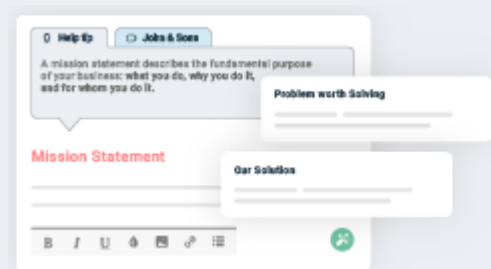 Help tip
Jobs & Sons
A mission statement describes the fundamental purpose
of your business: what you do, why you do it,
and for whom you do it.
Problem worth Solving
Mission Statement
Our Solution
B I U